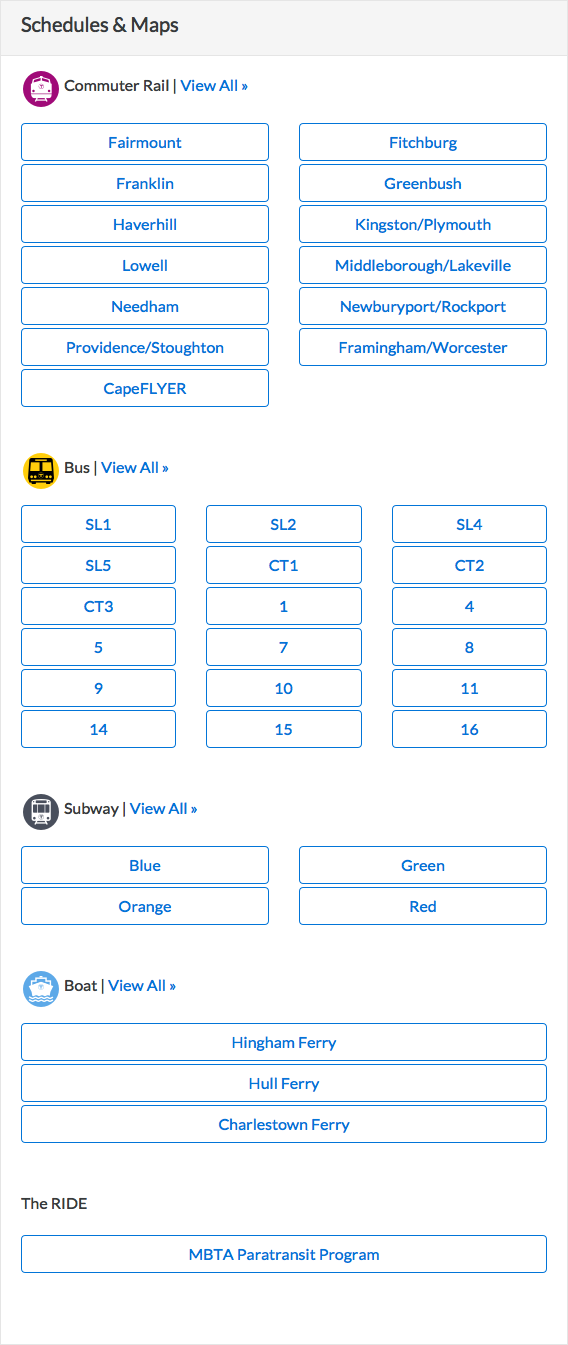 Schedules & Maps
Commuter Rail | View All »
Fairmount Fitchburg
Franklin Greenbush
Haverhill Kingston/Plymouth
Lowell Middleborough/Lakeville
Needham Newburyport/Rockport
Providence/Stoughton Framingham/Worcester
CapeFLYER
Bus | View All »
SL1 SL2 SL4
SL5 CT1 CT2
CT3 1 4
5 7 8
9 10 11
14 15 16
Subway | View All »
Blue Green
Orange Red
Boat | View All »
Hingham Ferry
Hull Ferry
Charlestown Ferry
The RIDE
MBTA Paratransit Program